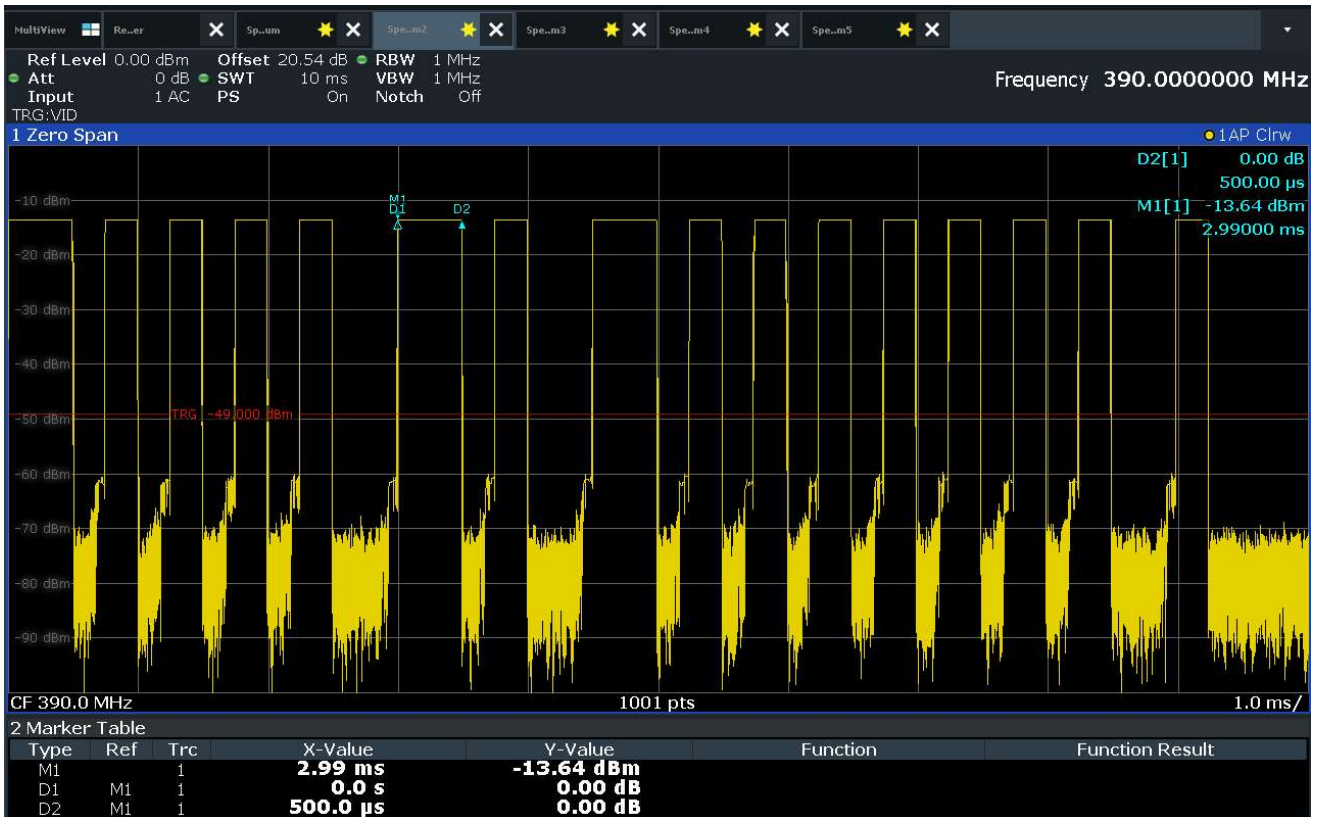 MultiView Re..er Sp..um Spe..m2 Spe..m3 Spe..m4 Spe..m5
Ref Level 0.00 dBm Offset 20.54 dB RBW 1 MHz
Att 0 dB SWT 10 ms VBW 1 MHz
Input 1 AC PS On Notch Off
Frequency 390.0000000 MHz
TRG:VID
1 Zero Span 1AP Clrw
D2[1] 0.00 dB
500.00 µs
M1[1] -13.64 dBm
2.99000 ms
-10 dBm
M1
D1 D2
-20 dBm
-30 dBm
-40 dBm
TRG -49.000 dBm
-50 dBm
-60 dBm
-70 dBm
-80 dBm
-90 dBm
CF 390.0 MHz 1001 pts 1.0 ms/
2 Marker Table
Type Ref Trc X-Value Y-Value Function Function Result
M1 1 2.99 ms -13.64 dBm
D1 M1 1 0.0 s 0.00 dB
D2 M1 1 500.0 µs 0.00 dB